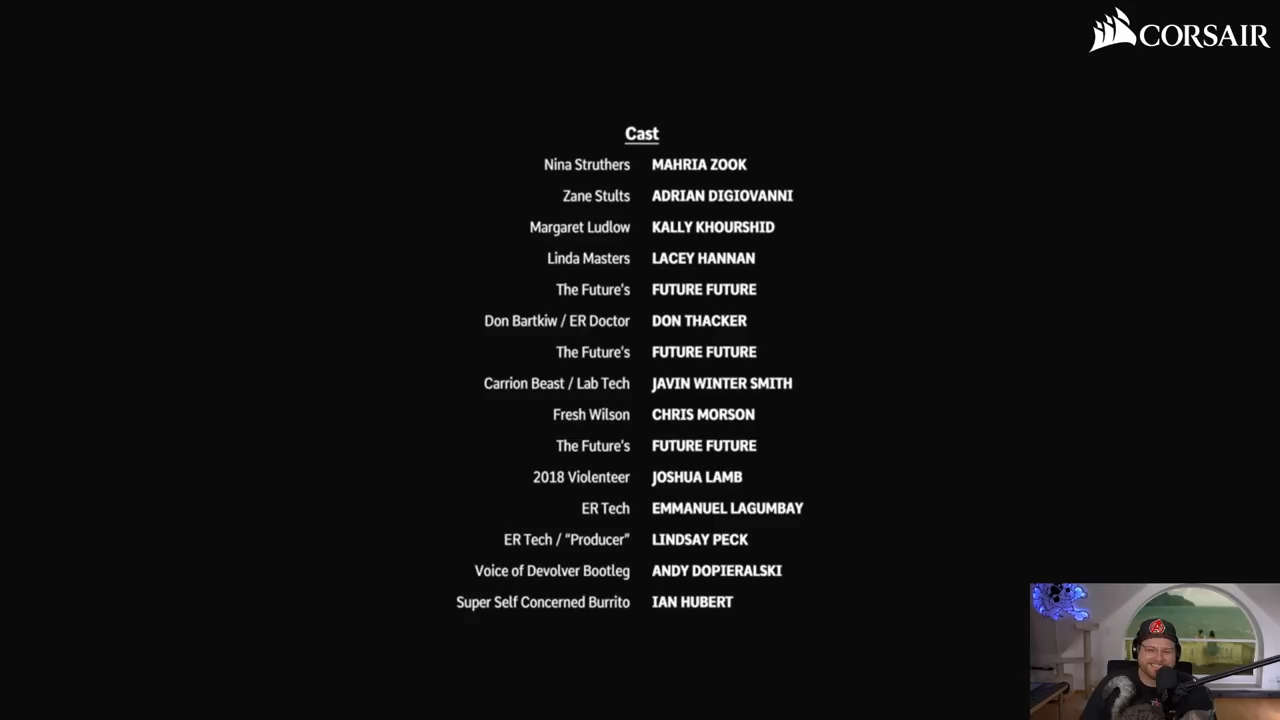 CORSAIR
Cast
Nina Struthers MAHRIA ZOOK
Zane Stults ADRIAN DIGIOVANNI
Margaret Ludlow KALLY KHOURSHID
Linda Masters LACEY HANNAN
The Future's FUTURE FUTURE
Don Bartkiw / ER Doctor DON THACKER
The Future's FUTURE FUTURE
Carrion Beast / Lab Tech JAVIN WINTER SMITH
Fresh Wilson CHRIS MORSON
The Future's FUTURE FUTURE
2018 Violenteer JOSHUA LAMB
ER Tech EMMANUEL LAGUMBAY
ER Tech / “Producer” LINDSAY PECK
Voice of Devolver Bootleg ANDY DOPIERALSKI
Super Self Concerned Burrito IAN HUBERT